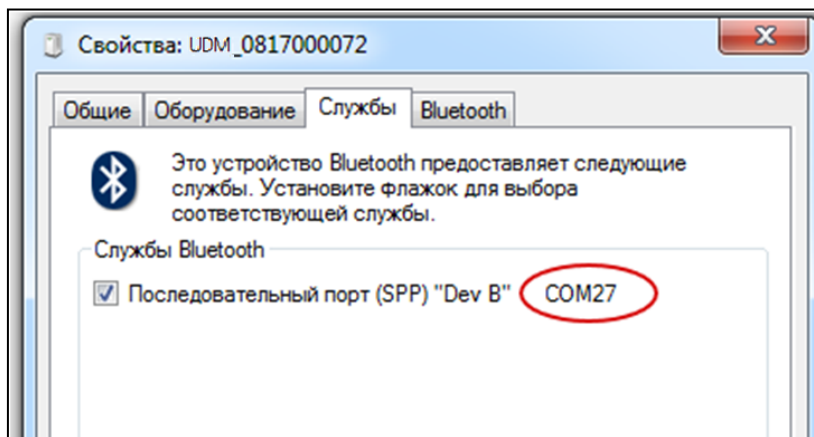 Свойства: UDM_0817000072
Общие Оборудование Службы Bluetooth
Это устройство Bluetooth предоставляет следующие
службы. Установите флажок для выбора
соответствующей службы.
Службы Bluetooth
Последовательный порт (SPP) "Dev B" COM27